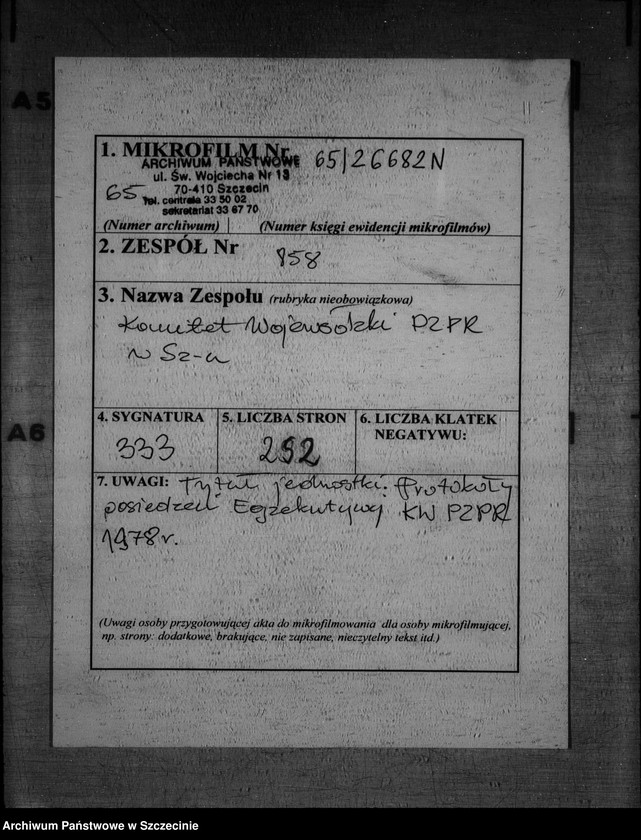 A5
1. MIKROFILM Nr 65/26682N
ARCHIWUM PAŃSTWOWE
ul. Św. Wojciecha Nr 13
65 70-410 Szczecin
Tel. centrala 33 50 02
sekretariat 33 67 70
(Numer archiwum) (Numer księgi ewidencji mikrofilmów)
2. ZESPÓŁ Nr 858
3. Nazwa Zespołu (rubryka nieobowiązkowa)
Komitet Wojewódzki PZPR
w Sz-n
A6
4. SYGNATURA 5. LICZBA STRON 6. LICZBA KLATEK
NEGATYWU:
333 292
7. UWAGI: Tytuł jednostki: Protokoły
posiedzeń Egzekutywy KW PZPR
1978 r.
(Uwagi osoby przygotowującej akta do mikrofilmowania dla osoby mikrofilmującej,
np. strony: dodatkowe, brakujące, nie zapisane, nieczytelny tekst itd.)
Archiwum Państwowe w Szczecinie